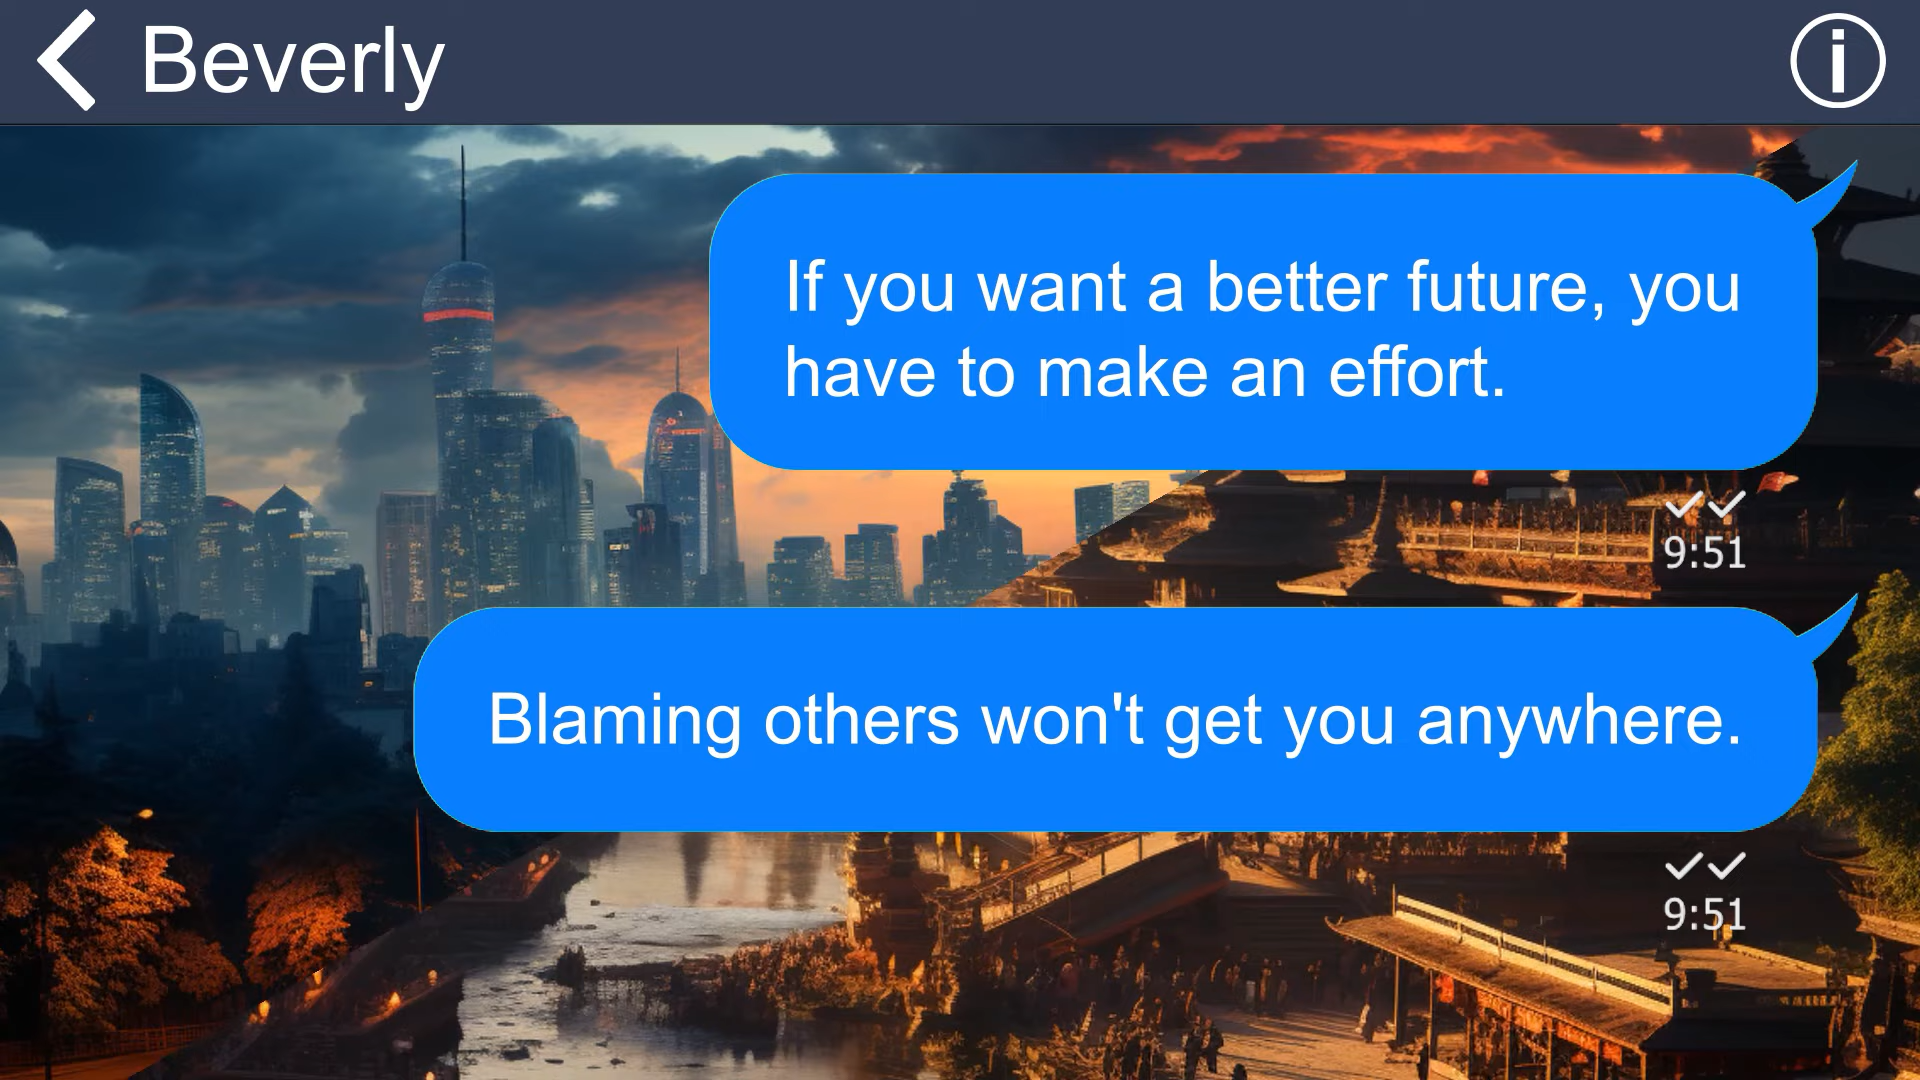 Beverly
If you want a better future, you
have to make an effort.
9:51
Blaming others won't get you anywhere.
9:51